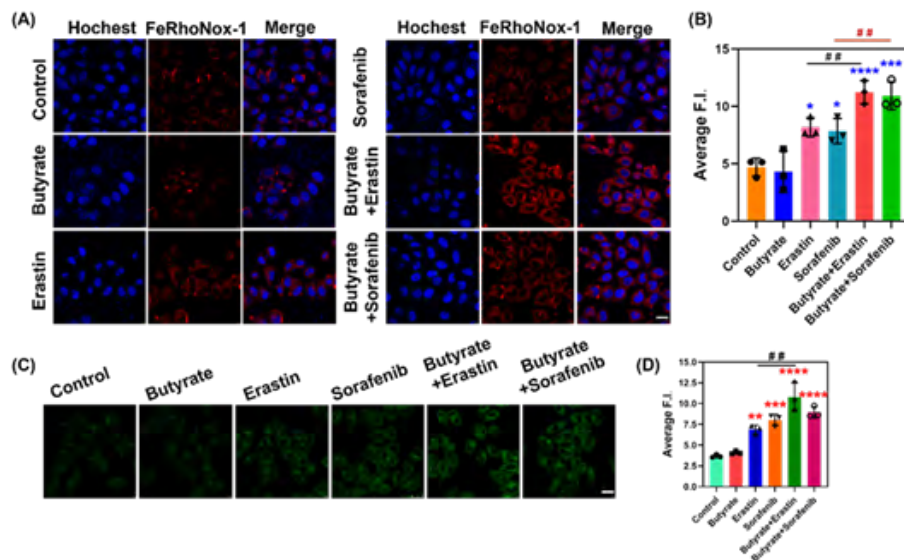 (A)
Hochest FeRhoNox-1 Merge
Hochest FeRhoNox-1 Merge
Control
Butyrate
Erastin
Sorafenib
Butyrate
+Erastin
Butyrate
+Sorafenib
(B)
Average F.I.
15
10
5
0
##
##
*
*
****
***
Control
Butyrate
Erastin
Sorafenib
Butyrate+Erastin
Butyrate+Sorafenib
(C)
Control
Butyrate
Erastin
Sorafenib
Butyrate
+Erastin
Butyrate
+Sorafenib
(D)
Average F.I.
15.0
12.5
10.0
7.5
5.0
2.5
0.0
##
**
***
****
****
Control
Butyrate
Erastin
Sorafenib
Butyrate+Erastin
Butyrate+Sorafenib